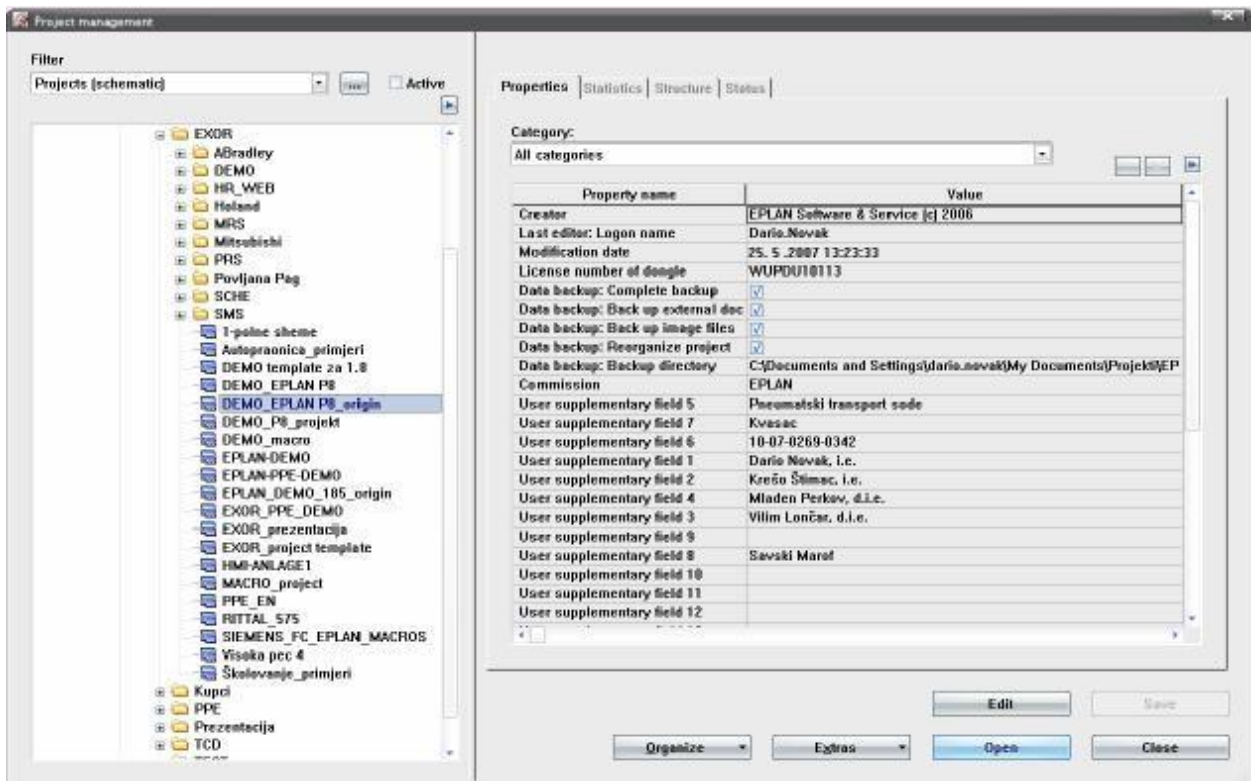 Project management
Filter
Projects (schematic)
Active
EXOR
ABradley
DEMO
HR_WEB
Holand
MRS
Mitsubishi
PRS
Povljana Pag
SCHE
SMS
1-polne sheme
Autopraonica_primjeri
DEMO template za 1.8
DEMO_EPLAN P8
DEMO_EPLAN P8_origin
DEMO_P8_projekt
DEMO_macro
EPLAN-DEMO
EPLAN-PPE-DEMO
EPLAN_DEMO_185_origin
EXOR_PPE_DEMO
EXOR_prezentacija
EXOR_project template
HMI-ANLAGE1
MACRO_project
PPE_EN
RITTAL_575
SIEMENS_FC_EPLAN_MACROS
Visoka pec 4
Školovanje_primjeri
Kupci
PPE
Prezentacija
TCD
Properties Statistics Structure Status
Category:
All categories
Property name Value
Creator EPLAN Software & Service (c) 2006
Last editor: Logon name Dario.Novak
Modification date 25. 5 .2007 13:23:33
License number of dongle WUPDU10113
Data backup: Complete backup
Data backup: Back up external doc
Data backup: Back up image files
Data backup: Reorganize project
Data backup: Backup directory C:\Documents and Settings\dario.novak\My Documents\Projekti\EP
Commission EPLAN
User supplementary field 5 Pneumatski transport sode
User supplementary field 7 Kvasac
User supplementary field 6 10-07-0269-0342
User supplementary field 1 Dario Novak, i.e.
User supplementary field 2 Krešo Štimac, i.e.
User supplementary field 4 Mladen Perkov, d.i.e.
User supplementary field 3 Vilim Lončar, d.i.e.
User supplementary field 9
User supplementary field 8 Savski Marof
User supplementary field 10
User supplementary field 11
User supplementary field 12
Edit Save
Organize Extras Open Close